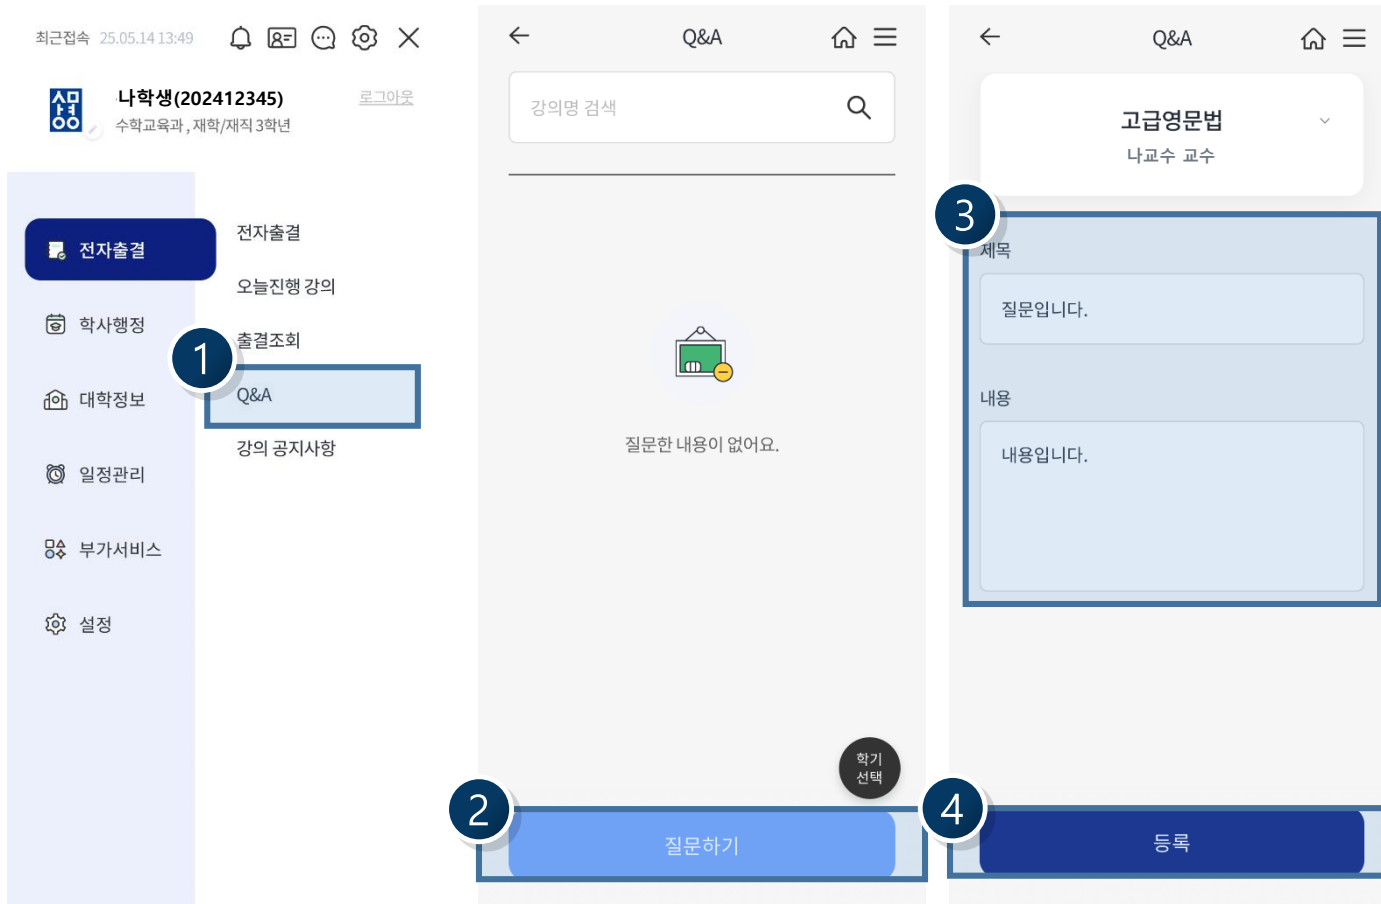 최근접속 25.05.14 13:49
상명
나학생(202412345)
로그아웃
수학교육과 , 재학/재직 3학년
전자출결
학사행정
대학정보
일정관리
부가서비스
설정
전자출결
오늘진행 강의
출결조회
1
Q&A
강의 공지사항
Q&A
강의명 검색
질문한 내용이 없어요.
학기
선택
2
질문하기
Q&A
고급영문법
나교수 교수
3
제목
질문입니다.
내용
내용입니다.
4
등록